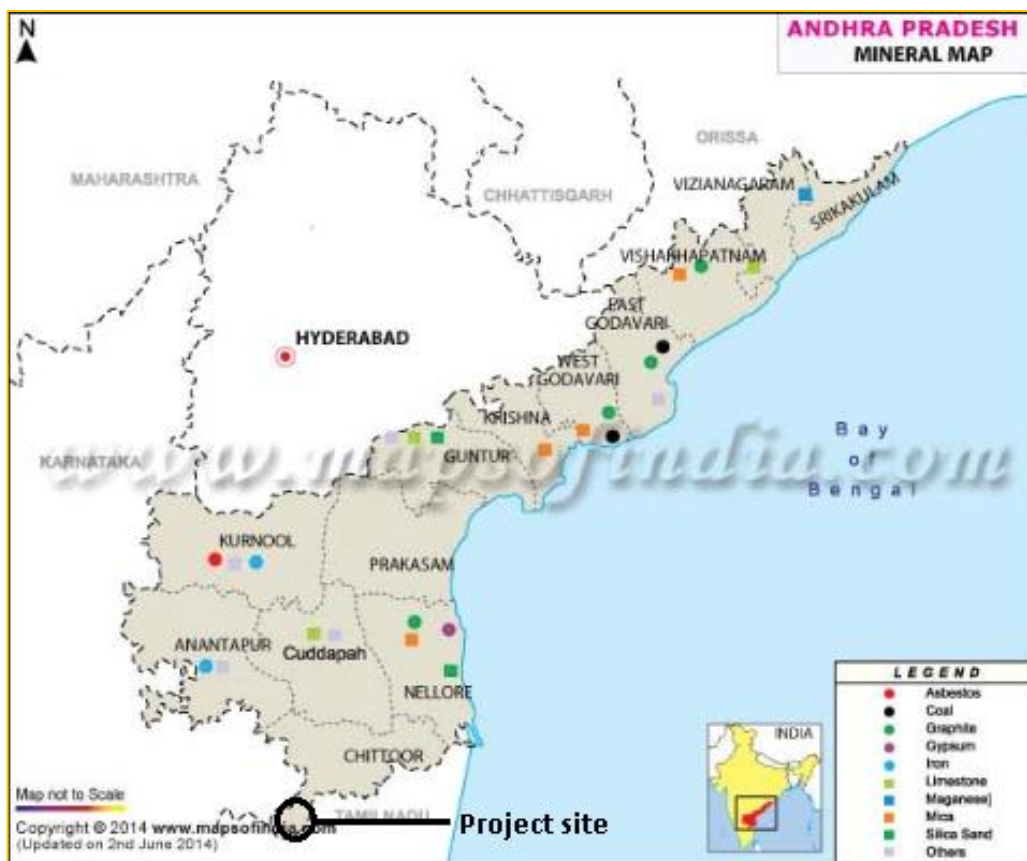 N
ANDHRA PRADESH
MINERAL MAP
ORISSA
MAHARASHTRA
CHHATTISGARH
VIZIANAGARAM
SRIKAKULAM
VISHAKHAPATNAM
EAST
GODAVARI
HYDERABAD
WEST
GODAVARI
KRISHNA
GUNTUR
KARNATAKA
www.mapsofindia.com
Bay
of
Bengal
KURNOOL
PRAKASAM
ANANTAPUR
Cuddapah
NELLORE
CHITTOOR
TAMIL NADU
LEGEND
Asbestos
Coal
Graphite
Gypsum
Iron
Limestone
Maganese]
Mica
Silica Sand
Others
INDIA
Map not to Scale
Copyright © 2014 www.mapsofindia.com
(Updated on 2nd June 2014)
Project site